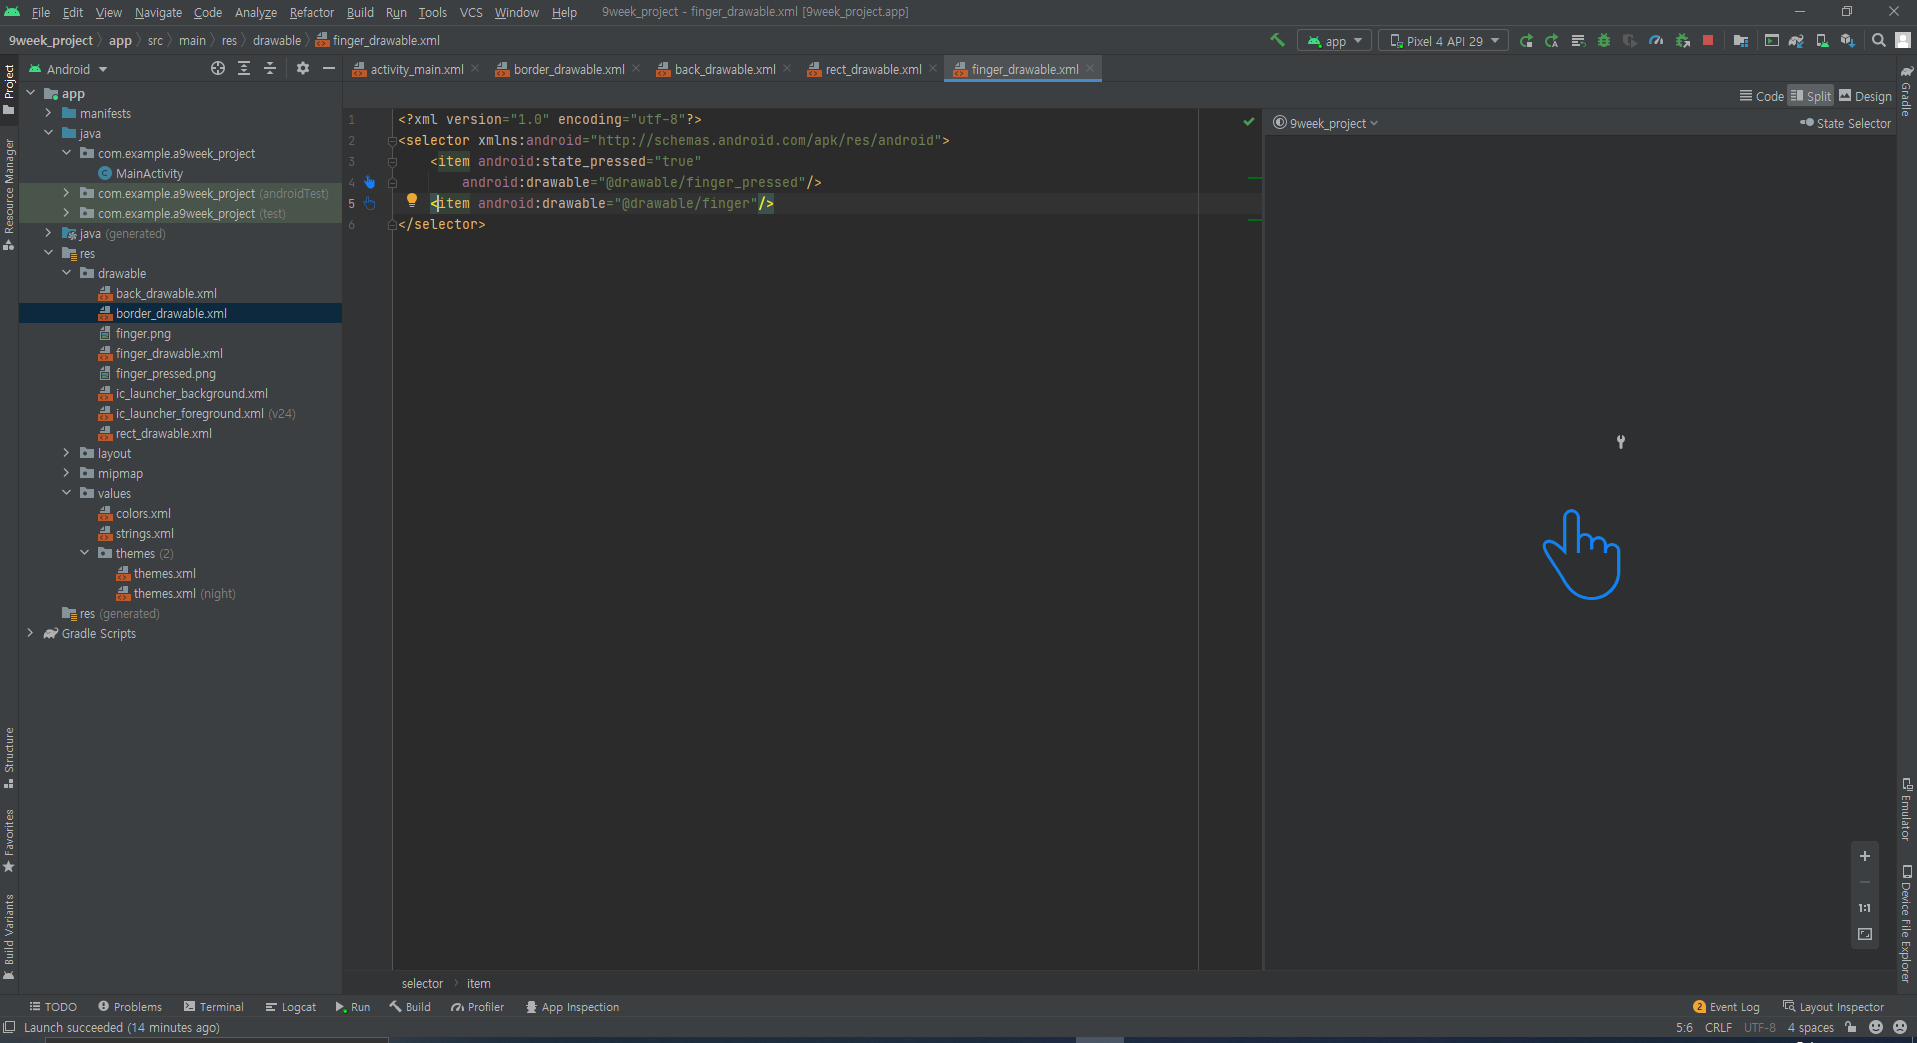 File Edit View Navigate Code Analyze Refactor Build Run Tools VCS Window Help 9week_project - finger_drawable.xml [9week_project.app]
9week_project app src main res drawable finger_drawable.xml app Pixel 4 API 29
Android activity_main.xml border_drawable.xml back_drawable.xml rect_drawable.xml finger_drawable.xml
Code Split Design
9week_project State Selector
Project
Resource Manager
Structure
Favorites
Build Variants
app
manifests
java
com.example.a9week_project
MainActivity
com.example.a9week_project (androidTest)
com.example.a9week_project (test)
java (generated)
res
drawable
back_drawable.xml
border_drawable.xml
finger.png
finger_drawable.xml
finger_pressed.png
ic_launcher_background.xml
ic_launcher_foreground.xml (v24)
rect_drawable.xml
layout
mipmap
values
colors.xml
strings.xml
themes (2)
themes.xml
themes.xml (night)
res (generated)
Gradle Scripts
1 <?xml version="1.0" encoding="utf-8"?>
2 <selector xmlns:android="http://schemas.android.com/apk/res/android">
3 <item android:state_pressed="true"
4 android:drawable="@drawable/finger_pressed"/>
5 <item android:drawable="@drawable/finger"/>
6 </selector>
1:1
Gradle
Emulator
Device File Explorer
selector item
TODO Problems Terminal Logcat Run Build Profiler App Inspection 2 Event Log Layout Inspector
Launch succeeded (14 minutes ago) 5:6 CRLF UTF-8 4 spaces